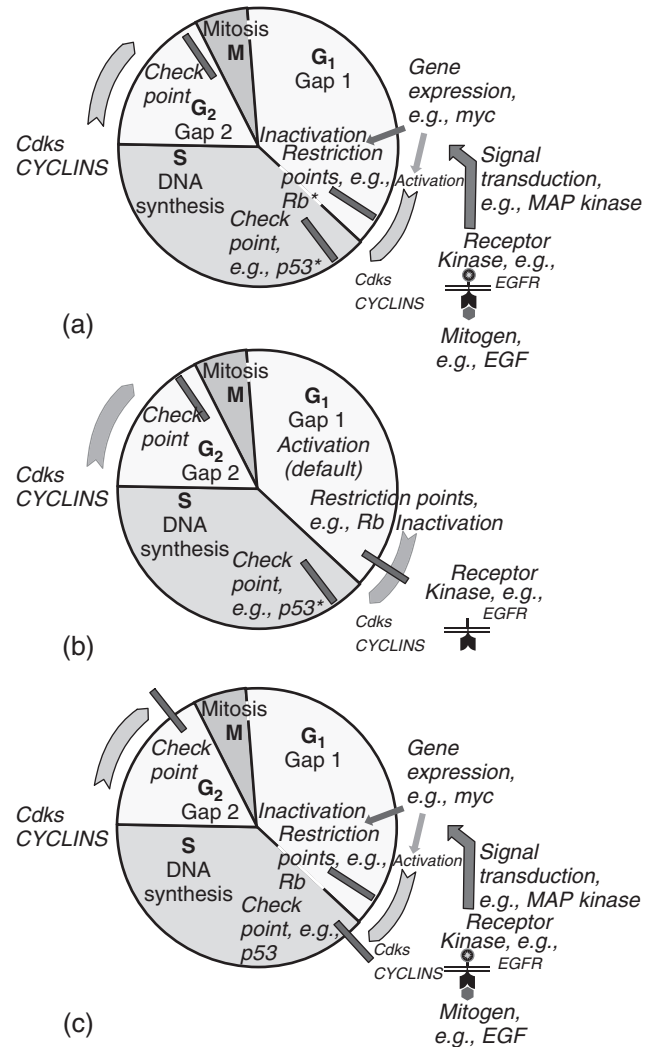 Mitosis
M
G1
Gap 1
Check
point
G2
Gap 2
Cdks
CYCLINS
S
DNA
synthesis
Inactivation
Restriction
points, e.g.,
Rb*
Check
point,
e.g., p53*
Gene
expression,
e.g., myc
Activation
Signal
transduction,
e.g., MAP kinase
Cdks
CYCLINS
Receptor
Kinase, e.g.,
EGFR
Mitogen,
e.g., EGF
(a)
Mitosis
M
G1
Gap 1
Activation
(default)
Check
point
G2
Gap 2
Cdks
CYCLINS
S
DNA
synthesis
Restriction points,
e.g., Rb
Inactivation
Check
point,
e.g., p53*
Cdks
CYCLINS
Receptor
Kinase, e.g.,
EGFR
(b)
Mitosis
M
G1
Gap 1
Check
point
G2
Gap 2
Cdks
CYCLINS
S
DNA
synthesis
Inactivation
Restriction
points, e.g.,
Rb
Check
point, e.g.,
p53
Gene
expression,
e.g., myc
Activation
Signal
transduction,
e.g., MAP kinase
Cdks
CYCLINS
Receptor
Kinase, e.g.,
EGFR
Mitogen,
e.g., EGF
(c)